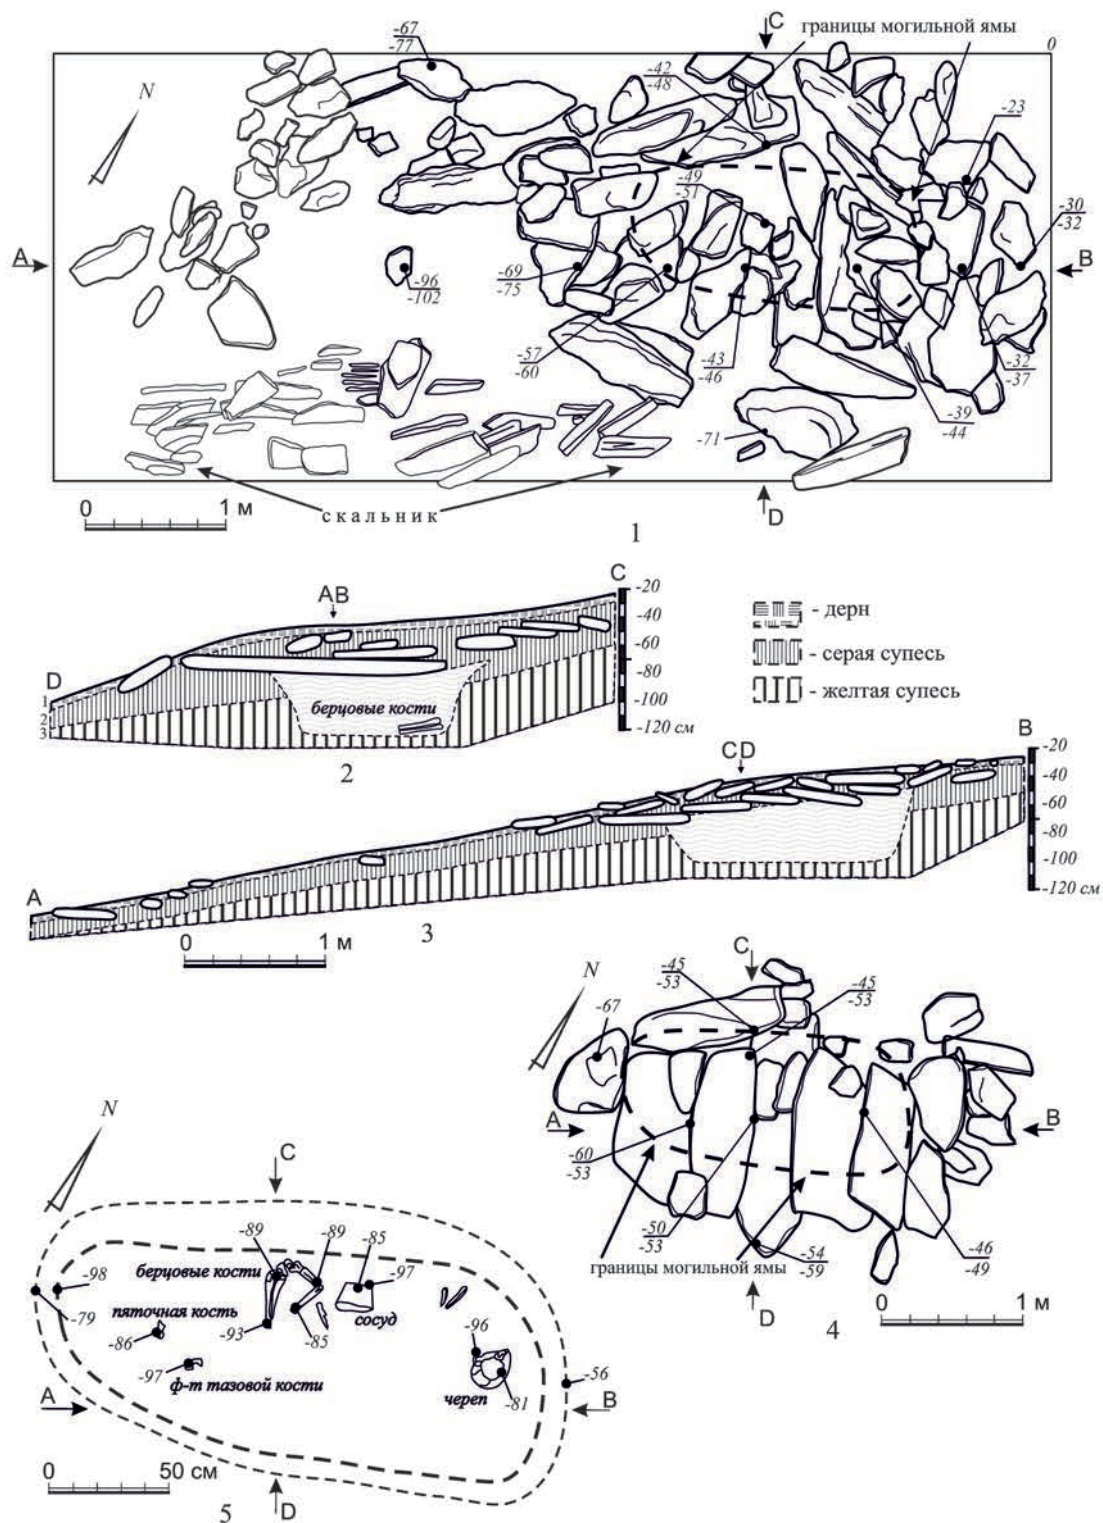 C
границы могильной ямы
0
-67
-77
-42
-48
N
-23
-49
-51
-30
-32
A
B
-96
-102
-69
-75
-57
-60
-43
-46
-32
-37
-39
-44
-71
0 1 м
скальник
D
1
C
AB
-20
-40
-60
-80
-100
-120 см
D
1
2
3
берцовые кости
2
- дерн
- серая супесь
- желтая супесь
B
CD
-20
-40
-60
-80
-100
-120 см
A
0 1 м
3
C
N
-45
-53
-45
-53
-67
A
B
-60
-53
-50
-53
-54
-59
-46
-49
границы могильной ямы
D
0 1 м
4
N
C
-89
-89
-85
берцовые кости
-97
-98
-79
пяточная кость
сосуд
-86
-93
-85
-96
-97
ф-т тазовой кости
череп
-81
-56
A
B
0 50 см
5
D